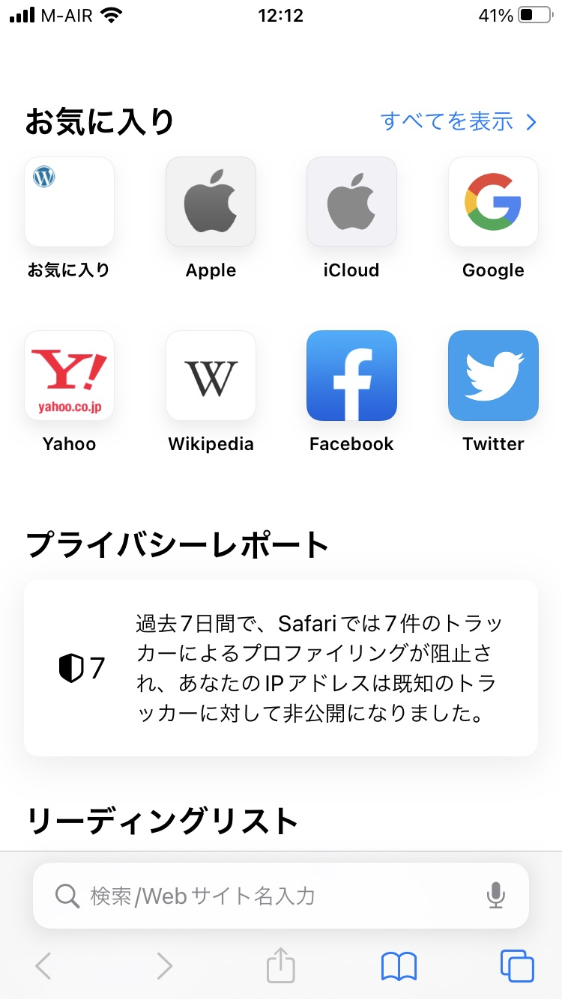 M-AIR 12:12 41%
お気に入り すべてを表示
お気に入り Apple iCloud Google
Y! W f
yahoo.co.jp
Yahoo Wikipedia Facebook Twitter
プライバシーレポート
7
過去7日間で、Safariでは7件のトラッ
カーによるプロファイリングが阻止さ
れ、あなたのIPアドレスは既知のトラ
ッカーに対して非公開になりました。
リーディングリスト
検索/Webサイト名入力